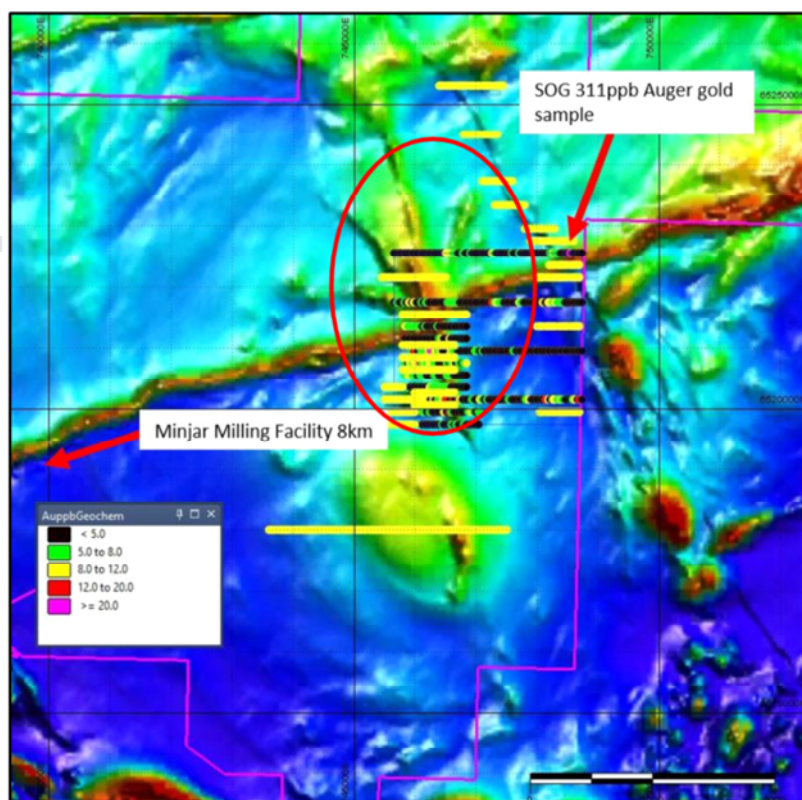 740000E
745000E
750000E
SOG 311ppb Auger gold
sample
6525000
Minjar Milling Facility 8km
6520000
AuppbGeochem
< 5.0
5.0 to 8.0
8.0 to 12.0
12.0 to 20.0
>= 20.0